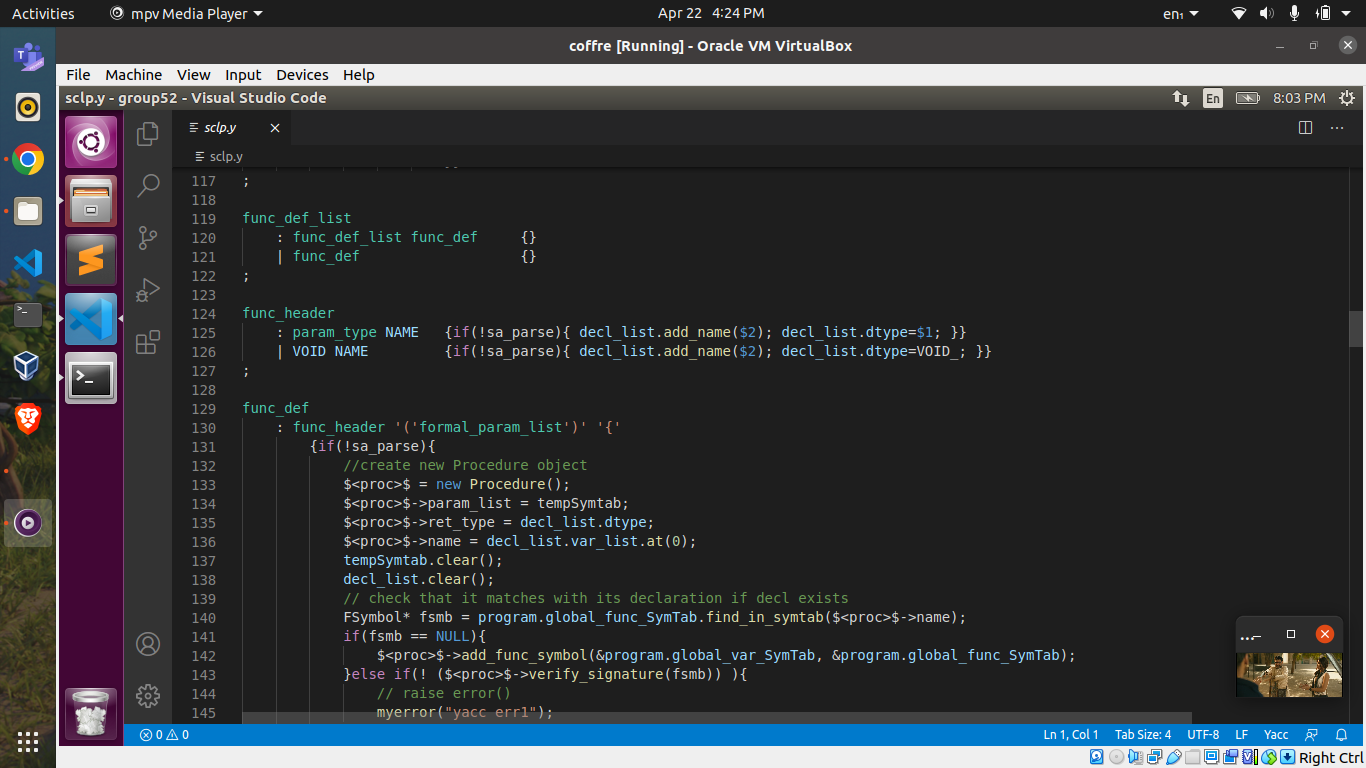 Activities
mpv Media Player
Apr 22 4:24 PM
en₁
coffre [Running] - Oracle VM VirtualBox
File Machine View Input Devices Help
sclp.y - group52 - Visual Studio Code
En
8:03 PM
sclp.y
sclp.y
117 ;
118
119 func_def_list
120 : func_def_list func_def {}
121 | func_def {}
122 ;
123
124 func_header
125 : param_type NAME {if(!sa_parse){ decl_list.add_name($2); decl_list.dtype=$1; }}
126 | VOID NAME {if(!sa_parse){ decl_list.add_name($2); decl_list.dtype=VOID_; }}
127 ;
128
129 func_def
130 : func_header '('formal_param_list')' '{'
131 {if(!sa_parse){
132 //create new Procedure object
133 $<proc>$ = new Procedure();
134 $<proc>$->param_list = tempSymtab;
135 $<proc>$->ret_type = decl_list.dtype;
136 $<proc>$->name = decl_list.var_list.at(0);
137 tempSymtab.clear();
138 decl_list.clear();
139 // check that it matches with its declaration if decl exists
140 FSymbol* fsmb = program.global_func_SymTab.find_in_symtab($<proc>$->name);
141 if(fsmb == NULL){
142 $<proc>$->add_func_symbol(&program.global_var_SymTab, &program.global_func_SymTab);
143 }else if(! ($<proc>$->verify_signature(fsmb)) ){
144 // raise error()
145 myerror("yacc err1");
0 0
Ln 1, Col 1 Tab Size: 4 UTF-8 LF Yacc
Right Ctrl